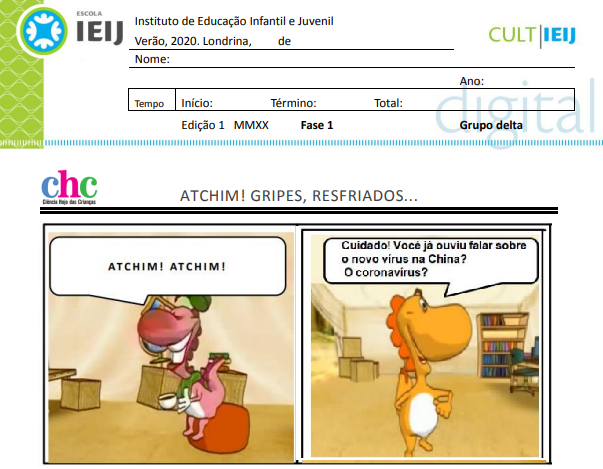 ESCOLA
IEIJ
Instituto de Educação Infantil e Juvenil
Verão, 2020. Londrina, de
Nome:
CULT|IEIJ
Ano:
Tempo Início: Término: Total:
digital
Edição 1 MMXX Fase 1 Grupo delta
chc
Ciência Hoje das Crianças
ATCHIM! GRIPES, RESFRIADOS...
ATCHIM! ATCHIM!
Cuidado! Você já ouviu falar sobre
o novo vírus na China?
O coronavírus?